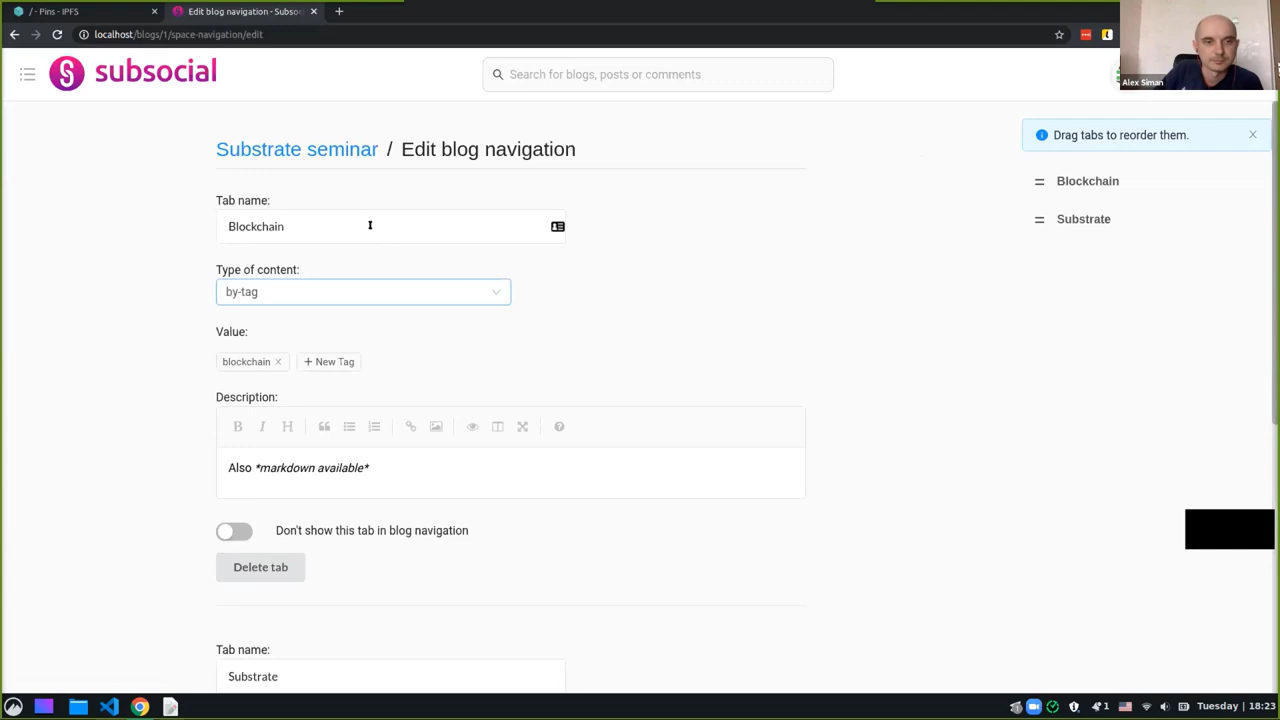 / - Pins - IPFS
Edit blog navigation - Subso
localhost/blogs/1/space-navigation/edit
subsocial
Search for blogs, posts or comments
Alex Siman
Substrate seminar / Edit blog navigation
Drag tabs to reorder them.
Blockchain
Substrate
Tab name:
Blockchain
Type of content:
by-tag
Value:
blockchain
+ New Tag
Description:
B I H
Also *markdown available*
Don't show this tab in blog navigation
Delete tab
Tab name:
Substrate
1
Tuesday | 18:23